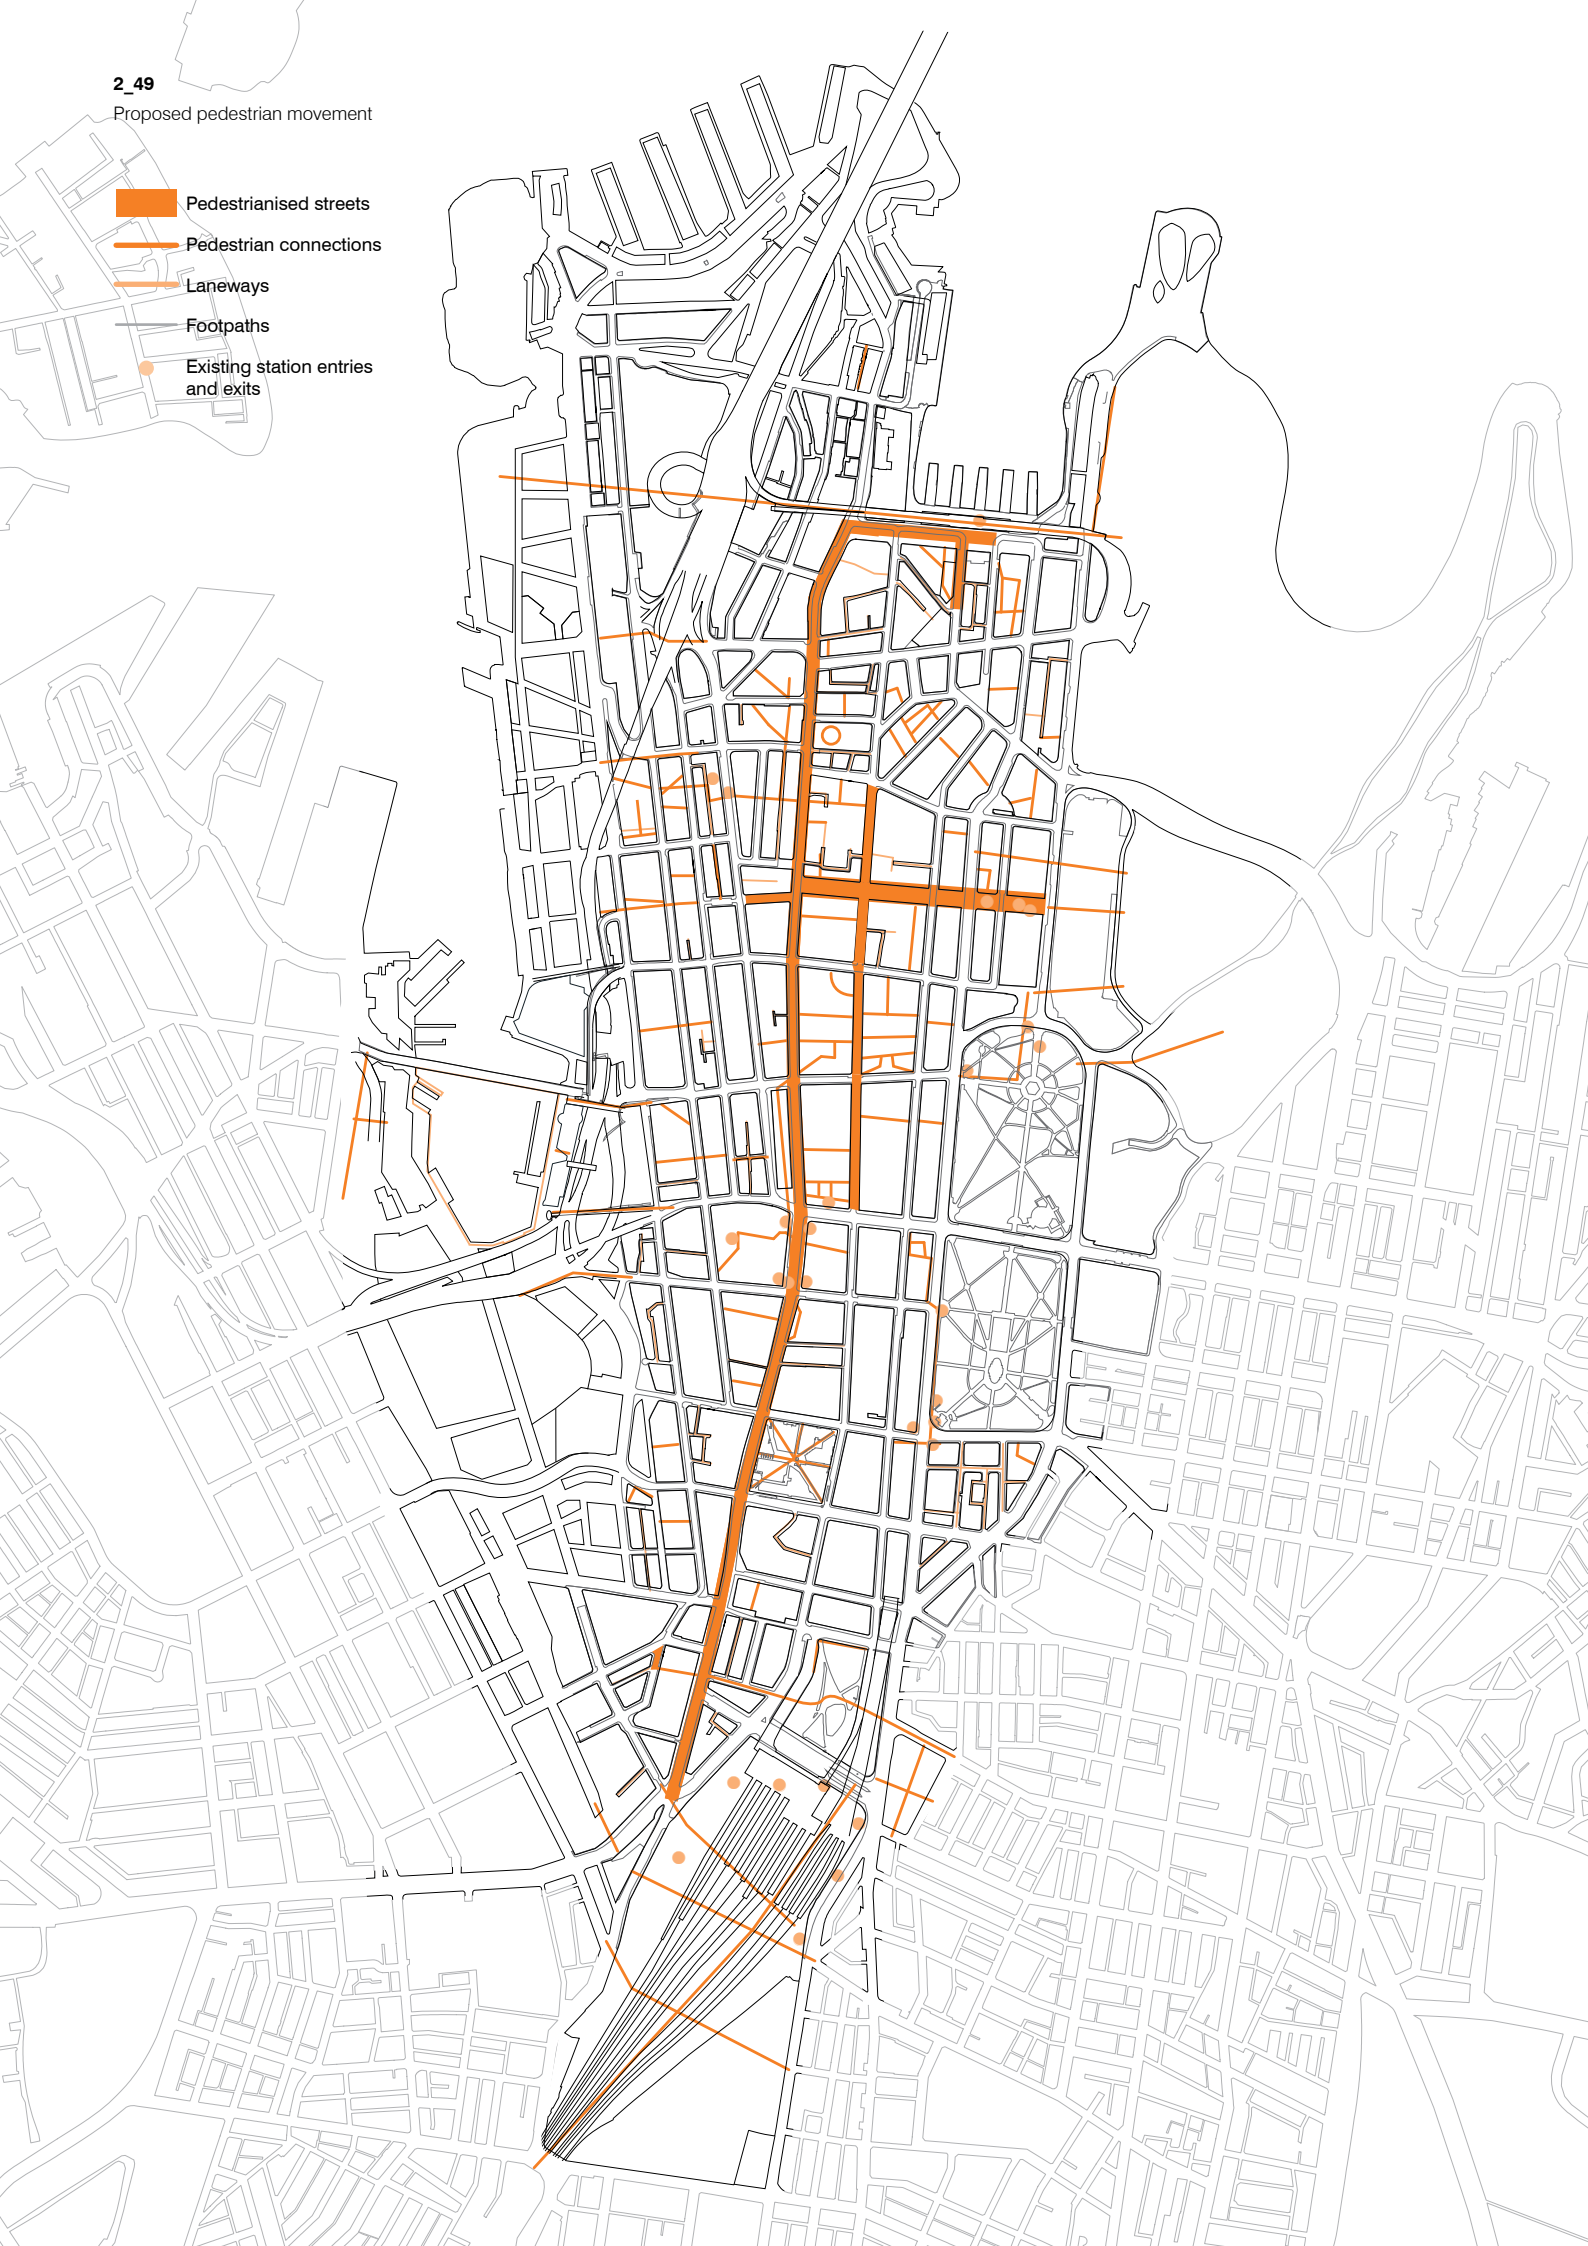 2_49
Proposed pedestrian movement
Pedestrianised streets
Pedestrian connections
Laneways
Footpaths
Existing station entries
and exits